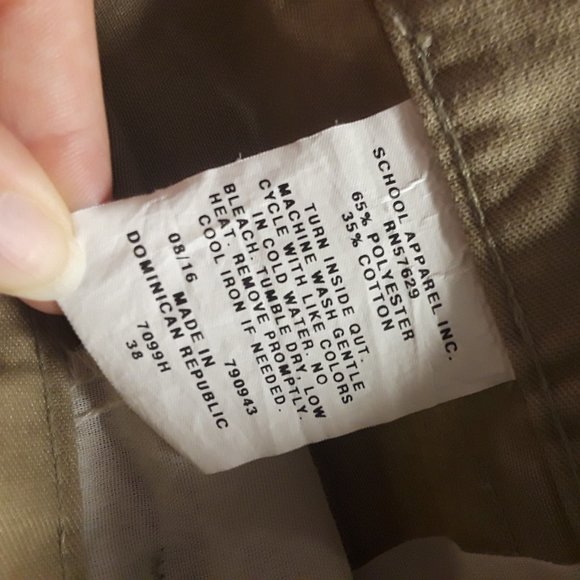 SCHOOL APPAREL INC.
RN57629
65% POLYESTER
35% COTTON
TURN INSIDE OUT.
MACHINE WASH GENTLE
CYCLE WITH LIKE COLORS
IN COLD WATER. NO
BLEACH. TUMBLE DRY, LOW
HEAT. REMOVE PROMPTLY.
COOL IRON IF NEEDED.
790943
08/16 MADE IN
DOMINICAN REPUBLIC
7099H
38